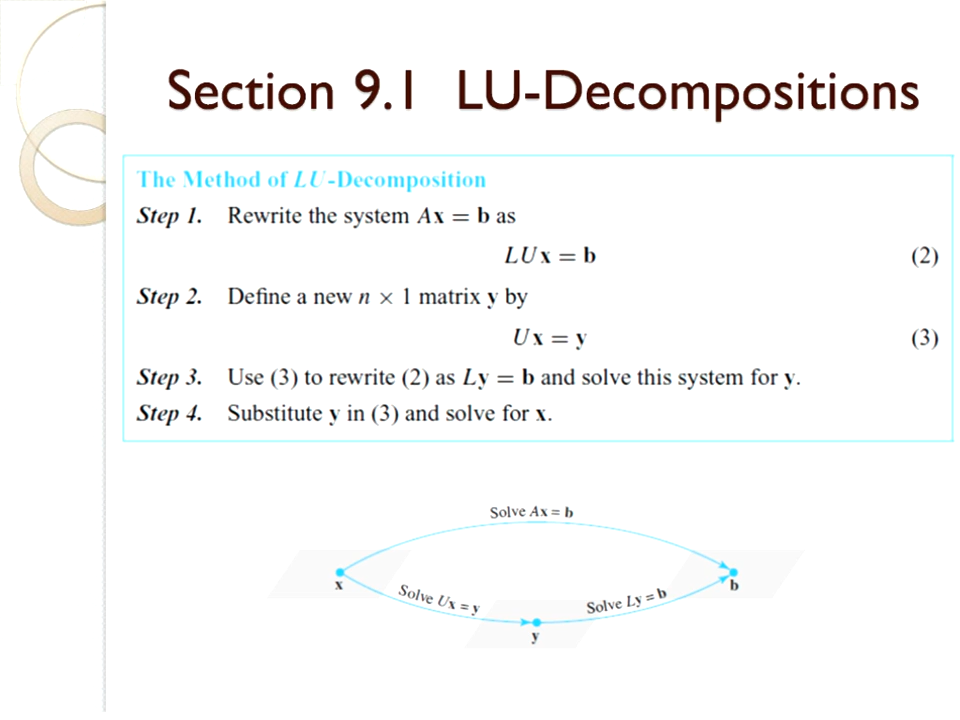 Section 9.1 LU-Decompositions
The Method of LU-Decomposition
Step 1. Rewrite the system Ax = b as
LUx = b (2)
Step 2. Define a new n × 1 matrix y by
Ux = y (3)
Step 3. Use (3) to rewrite (2) as Ly = b and solve this system for y.
Step 4. Substitute y in (3) and solve for x.
Solve Ax = b
x
b
Solve Ux = y
Solve Ly = b
y